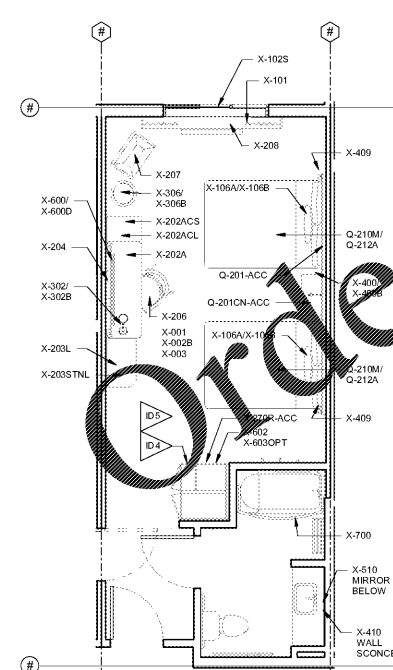 #
#
X-102S
X-101
#
X-208
X-409
X-207
X-306/
X-306B
X-106A/X-106B
X-600/
X-600D
X-202ACS
X-202ACL
Q-210M/
Q-212A
X-204
X-202A
Q-201-ACC
X-302/
X-302B
X-400/
X-400B
Q-201CN-ACC
X-206
X-001
X-002B
X-003
X-106A/X-106B
X-203L
X-203STNL
Q-210M/
Q-212A
ID5
X-409
ID4
X-602
X-603OPT
Orde
X-700
X-510
MIRROR
BELOW
X-410
WALL
SCONCE
#